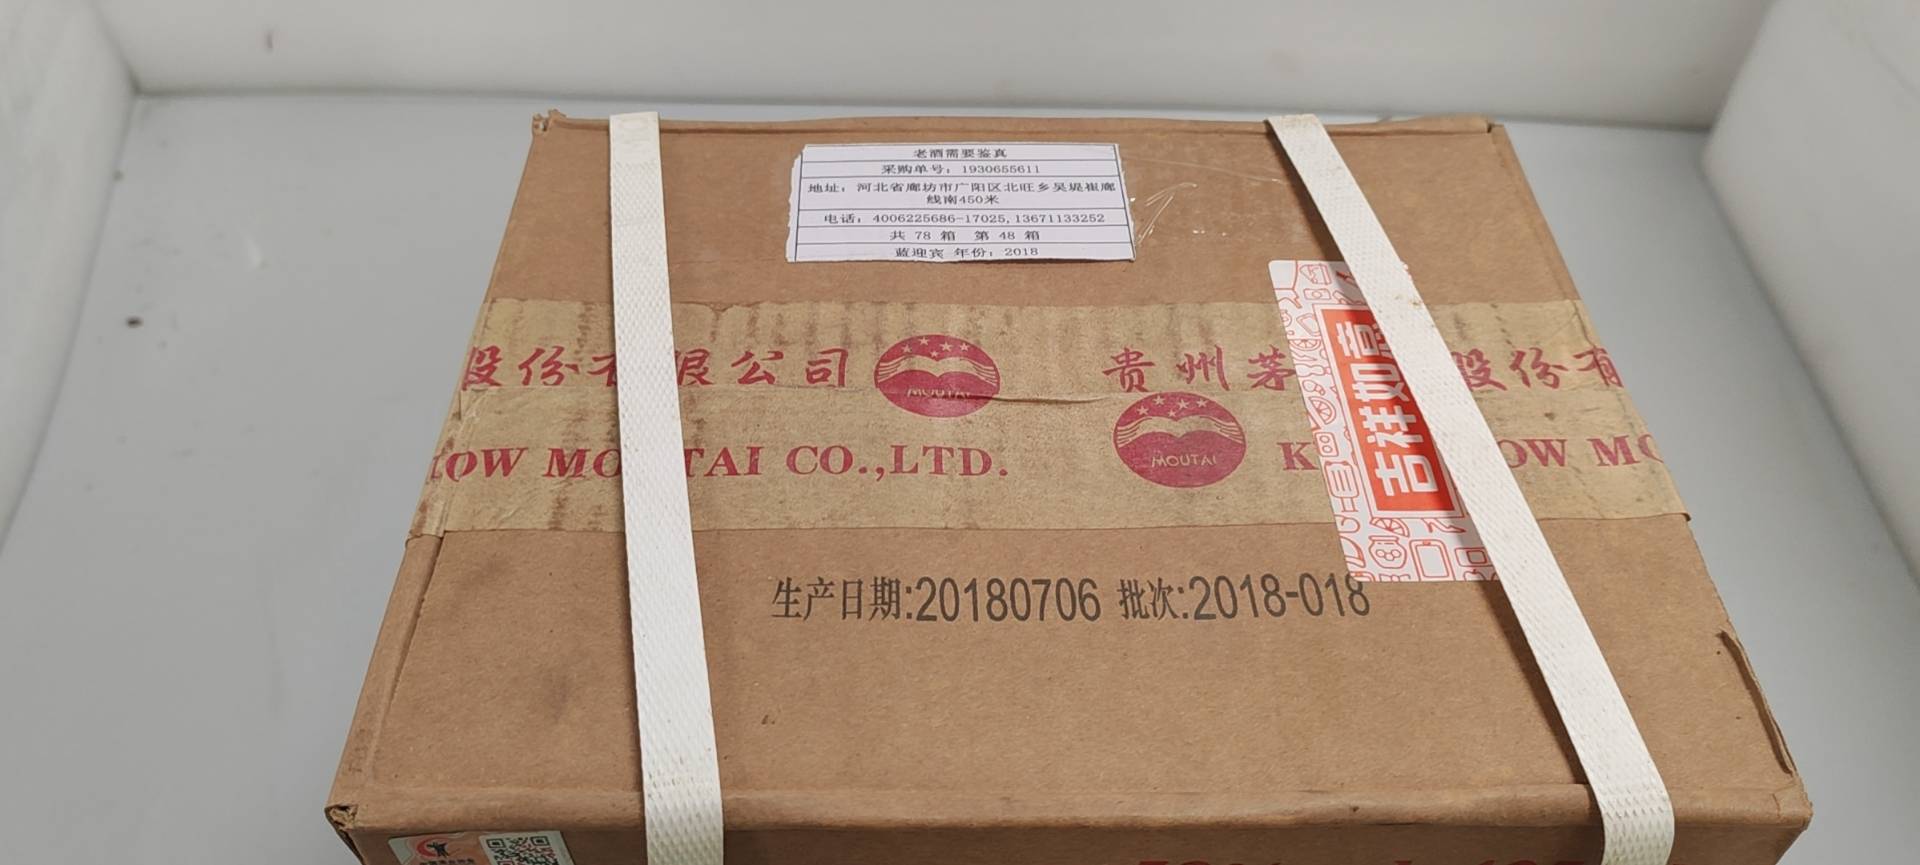 老酒需要鉴真
采购单号：1930655611
地址：河北省廊坊市广阳区北旺乡吴堤崔廊
线南450米
电话：4006225686-17025,13671133252
共 78 箱 第 48 箱
蓝迎宾 年份：2018
股份有限公司 MOUTAI 贵州茅 股份有
OW MOUTAI CO.,LTD. MOUTAI K OW MO
吉祥如意
生产日期:20180706 批次:2018-018